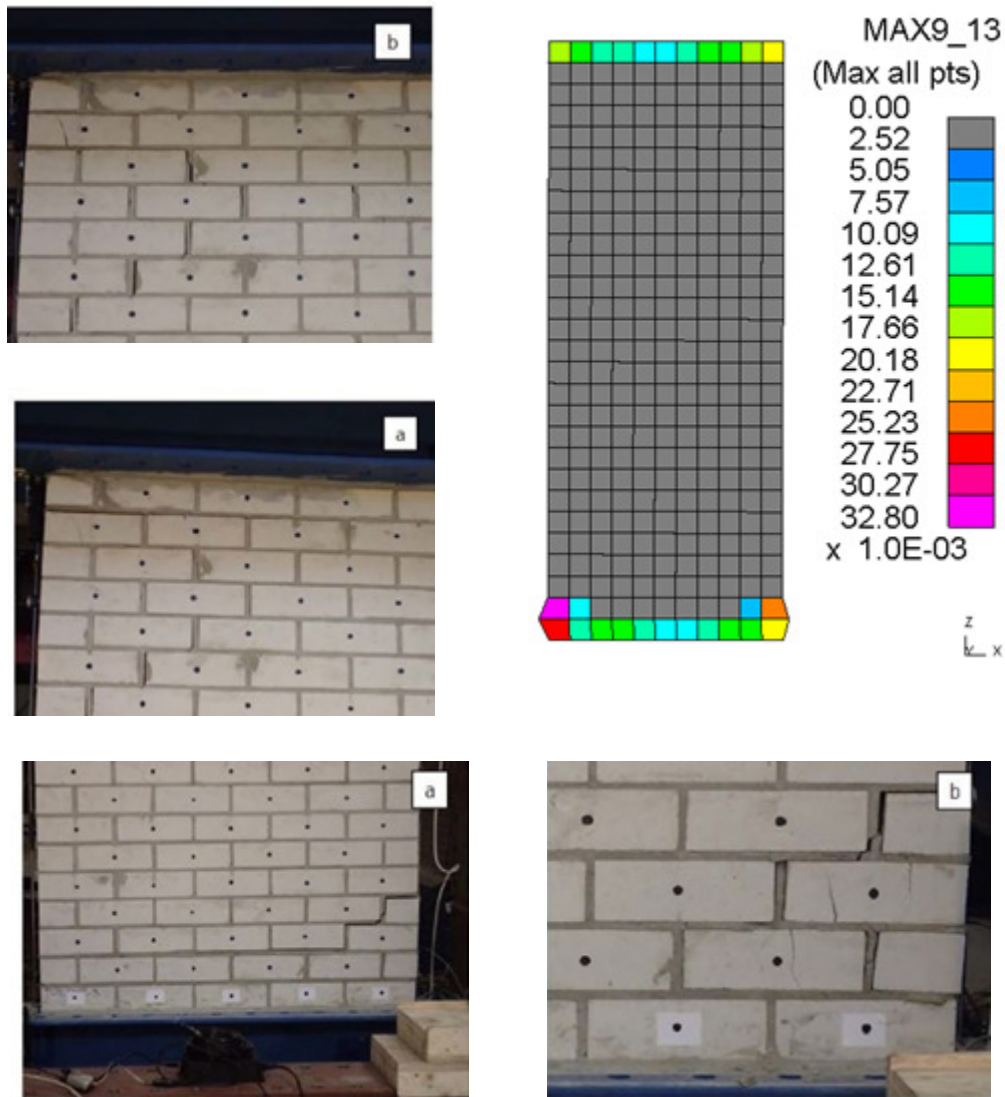 b
MAX9_13
(Max all pts)
0.00
2.52
5.05
7.57
10.09
12.61
15.14
17.66
20.18
22.71
25.23
27.75
30.27
32.80
x 1.0E-03
z
x
a
a
b